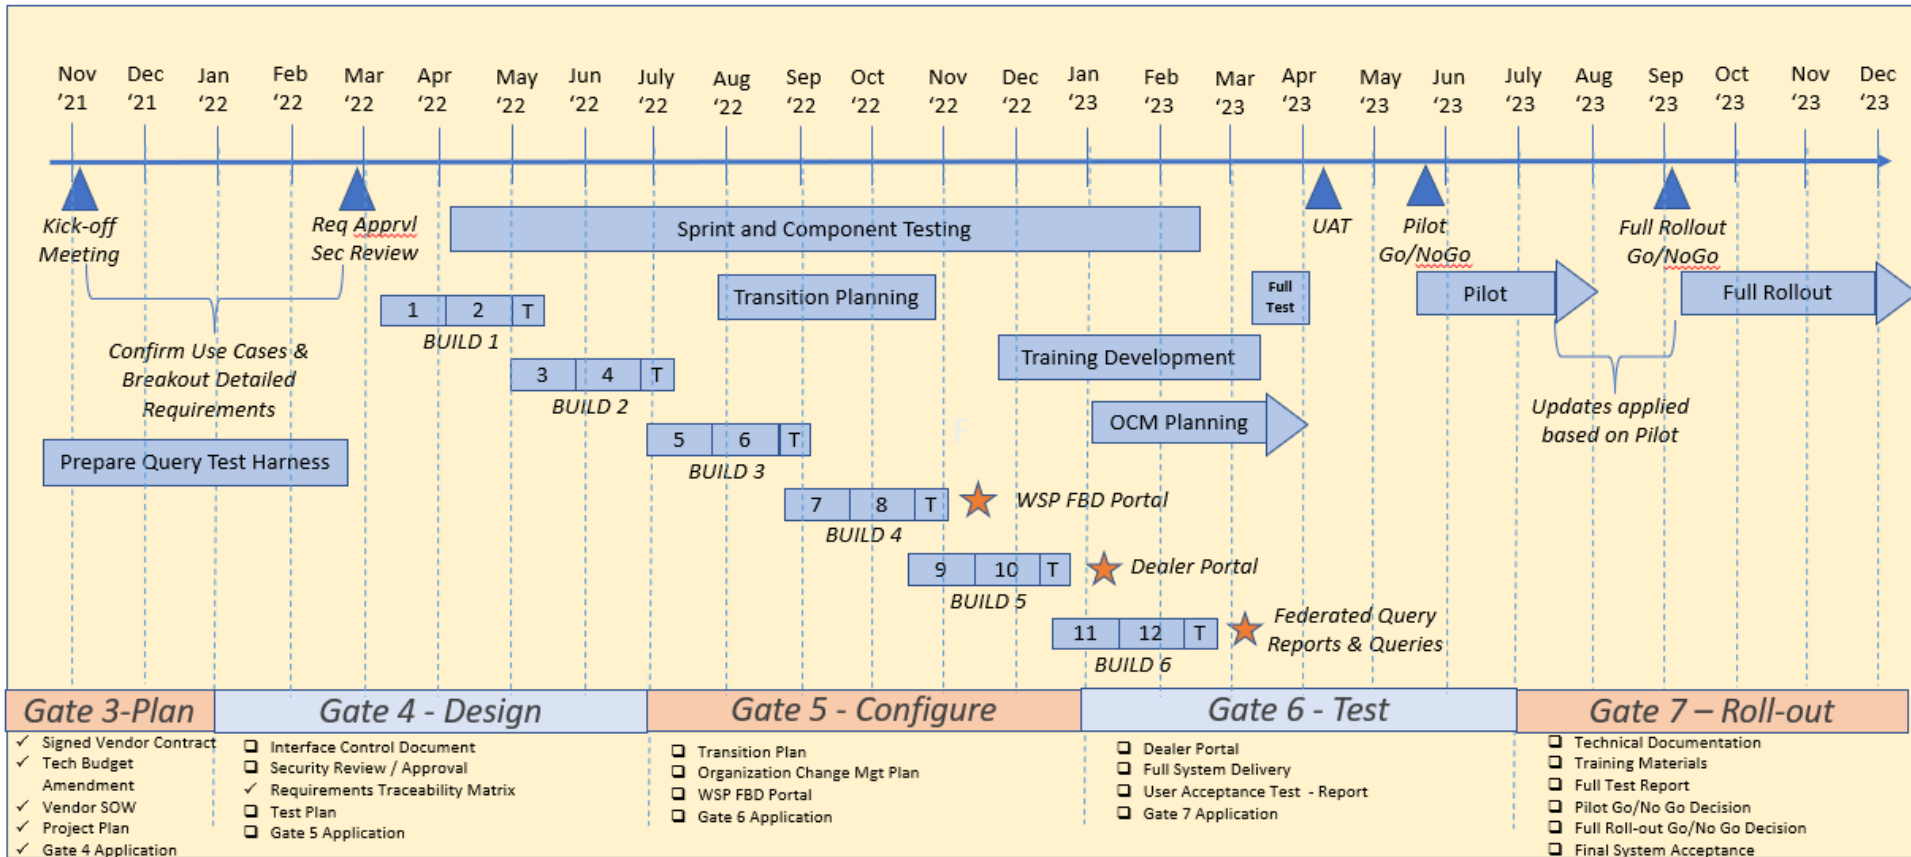 Nov Dec Jan Feb Mar Apr May Jun July Aug Sep Oct Nov Dec Jan Feb Mar Apr May Jun July Aug Sep Oct Nov Dec
‘21 ‘21 ‘22 ‘22 ‘22 ‘22 ‘22 ‘22 ‘22 ‘22 ‘22 ‘22 ‘22 ‘22 ‘23 ‘23 ‘23 ‘23 ‘23 ‘23 ‘23 ‘23 ‘23 ‘23 ‘23 ‘23
Kick-off
Meeting
Req Apprvl
Sec Review
Sprint and Component Testing
UAT
Pilot
Go/NoGo
Full Rollout
Go/NoGo
Transition Planning
Full
Test
Pilot
Full Rollout
1 2 T
BUILD 1
Confirm Use Cases &
Breakout Detailed
Requirements
Training Development
3 4 T
BUILD 2
OCM Planning
Updates applied
based on Pilot
F
5 6 T
BUILD 3
Prepare Query Test Harness
7 8 T
BUILD 4
WSP FBD Portal
9 10 T
BUILD 5
Dealer Portal
11 12 T
BUILD 6
Federated Query
Reports & Queries
Gate 3-Plan
✓ Signed Vendor Contract
✓ Tech Budget
Amendment
✓ Vendor SOW
✓ Project Plan
✓ Gate 4 Application
Gate 4 - Design
❑ Interface Control Document
❑ Security Review / Approval
✓ Requirements Traceability Matrix
❑ Test Plan
❑ Gate 5 Application
Gate 5 - Configure
❑ Transition Plan
❑ Organization Change Mgt Plan
❑ WSP FBD Portal
❑ Gate 6 Application
Gate 6 - Test
❑ Dealer Portal
❑ Full System Delivery
❑ User Acceptance Test - Report
❑ Gate 7 Application
Gate 7 – Roll-out
❑ Technical Documentation
❑ Training Materials
❑ Full Test Report
❑ Pilot Go/No Go Decision
❑ Full Roll-out Go/No Go Decision
❑ Final System Acceptance